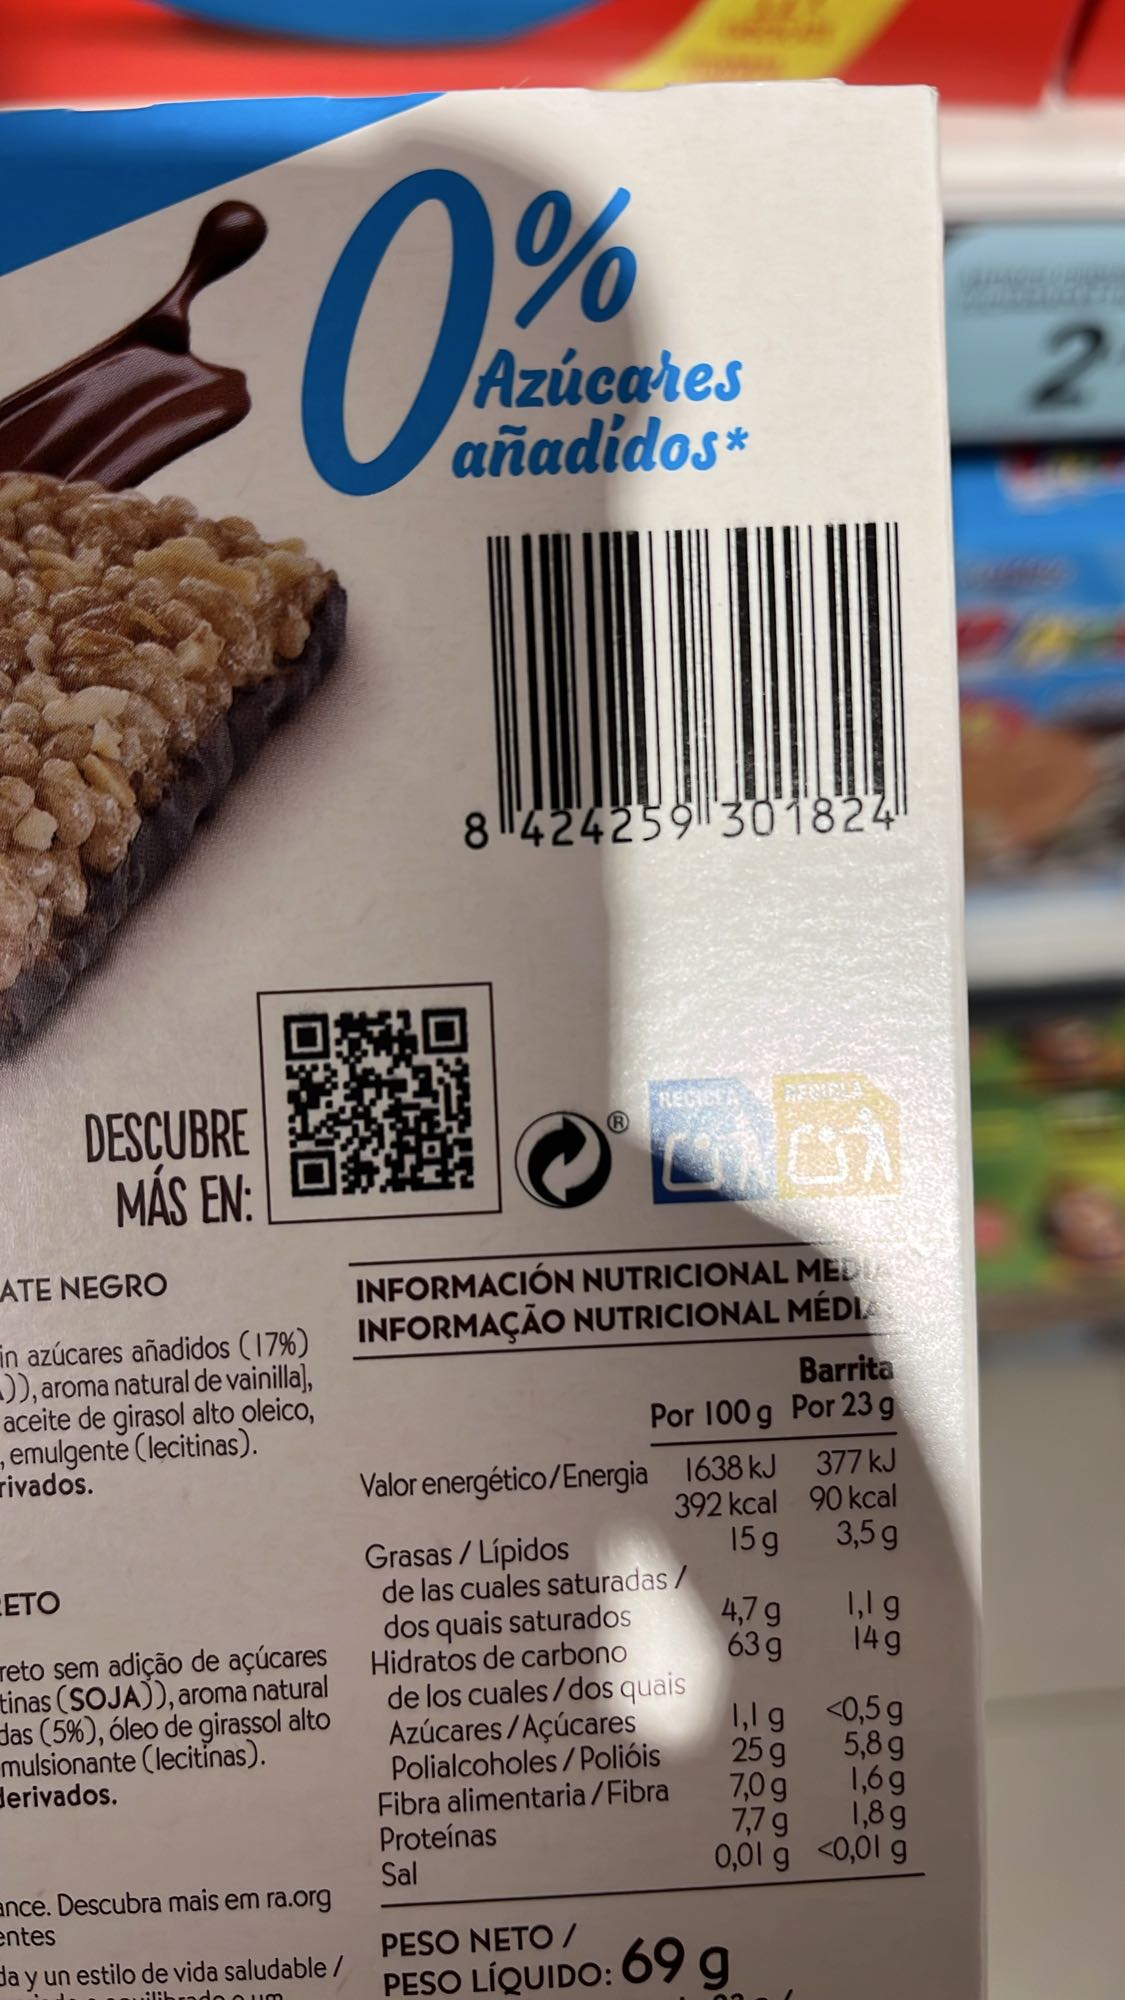 0%
Azúcares
añadidos*
2
8 424259 301824
DESCUBRE
MÁS EN:
®
RECICLA
RECICLA
ATE NEGRO
in azúcares añadidos (17%)
)), aroma natural de vainilla],
aceite de girasol alto oleico,
, emulgente (lecitinas).
rivados.
ETO
reto sem adição de açúcares
tinas (SOJA)), aroma natural
das (5%), óleo de girassol alto
mulsionante (lecitinas).
derivados.
ance. Descubra mais em ra.org
entes
da y un estilo de vida saludable /
INFORMACIÓN NUTRICIONAL MEDIA
INFORMAÇÃO NUTRICIONAL MÉDIA
Barrita
Por 100 g Por 23 g
Valor energético/Energia 1638 kJ 377 kJ
392 kcal 90 kcal
Grasas / Lípidos 15 g 3,5 g
de las cuales saturadas /
dos quais saturados 4,7 g 1,1 g
Hidratos de carbono 63 g 14 g
de los cuales / dos quais
Azúcares / Açúcares 1,1 g <0,5 g
Polialcoholes / Polióis 25 g 5,8 g
Fibra alimentaria / Fibra 7,0 g 1,6 g
Proteínas 7,7 g 1,8 g
Sal 0,01 g <0,01 g
PESO NETO /
PESO LÍQUIDO: 69 g